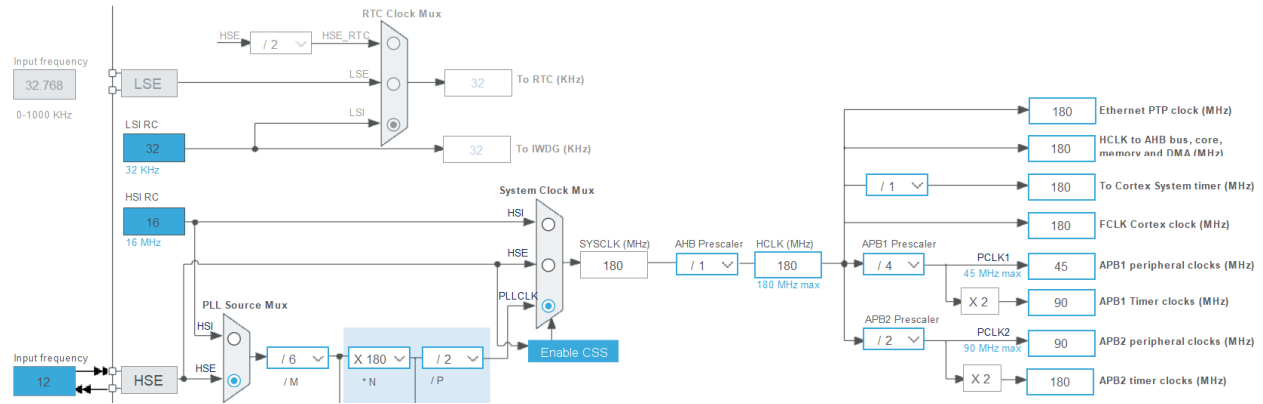 RTC Clock Mux
HSE
/ 2
HSE_RTC
Input frequency
32.768
0-1000 KHz
LSE
LSE
32
To RTC (KHz)
LSI RC
32
32 KHz
LSI
32
To IWDG (KHz)
HSI RC
16
16 MHz
System Clock Mux
HSI
HSE
PLLCLK
Enable CSS
PLL Source Mux
HSI
HSE
Input frequency
12
HSE
/ 6
/ M
X 180
* N
/ 2
/ P
SYSCLK (MHz)
180
AHB Prescaler
/ 1
HCLK (MHz)
180
180 MHz max
180
Ethernet PTP clock (MHz)
180
HCLK to AHB bus, core,
memory and DMA (MHz)
/ 1
180
To Cortex System timer (MHz)
180
FCLK Cortex clock (MHz)
APB1 Prescaler
/ 4
PCLK1
45 MHz max
45
APB1 peripheral clocks (MHz)
X 2
90
APB1 Timer clocks (MHz)
APB2 Prescaler
/ 2
PCLK2
90 MHz max
90
APB2 peripheral clocks (MHz)
X 2
180
APB2 timer clocks (MHz)